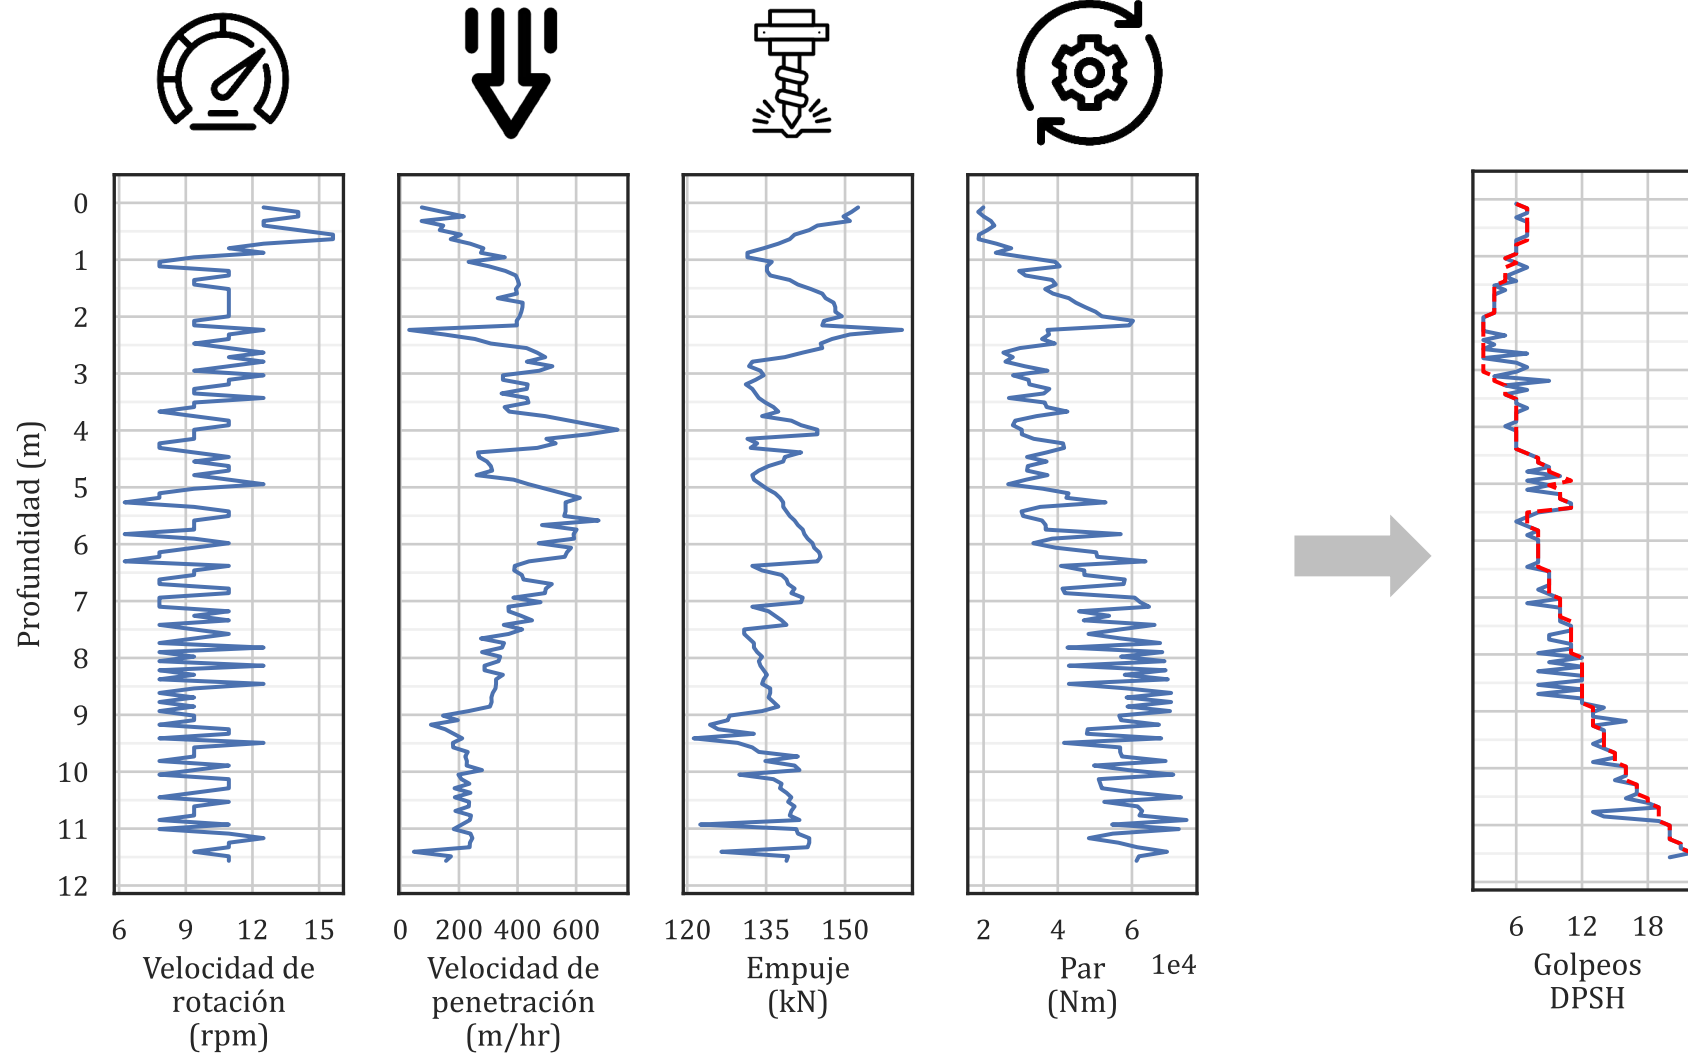 Profundidad (m)
0
1
2
3
4
5
6
7
8
9
10
11
12
6 9 12 15
Velocidad de
rotación
(rpm)
0 200 400 600
Velocidad de
penetración
(m/hr)
120 135 150
Empuje
(kN)
2 4 6
1e4
Par
(Nm)
6 12 18
Golpeos
DPSH